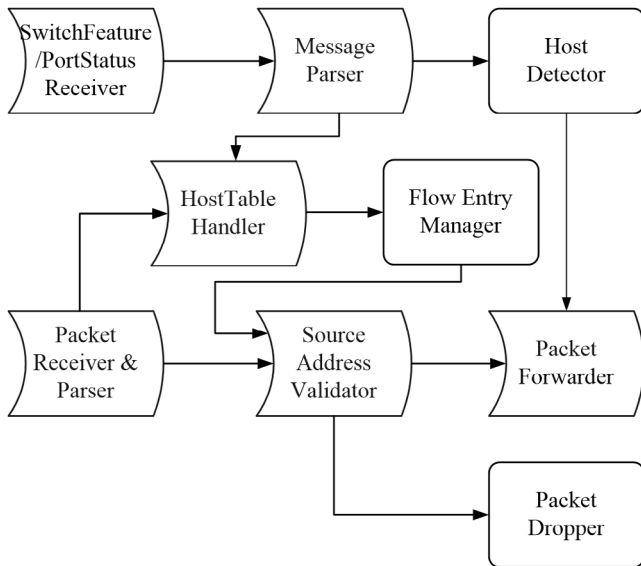 SwitchFeature
/PortStatus
Receiver
Message
Parser
Host
Detector
HostTable
Handler
Flow Entry
Manager
Packet
Receiver &
Parser
Source
Address
Validator
Packet
Forwarder
Packet
Dropper